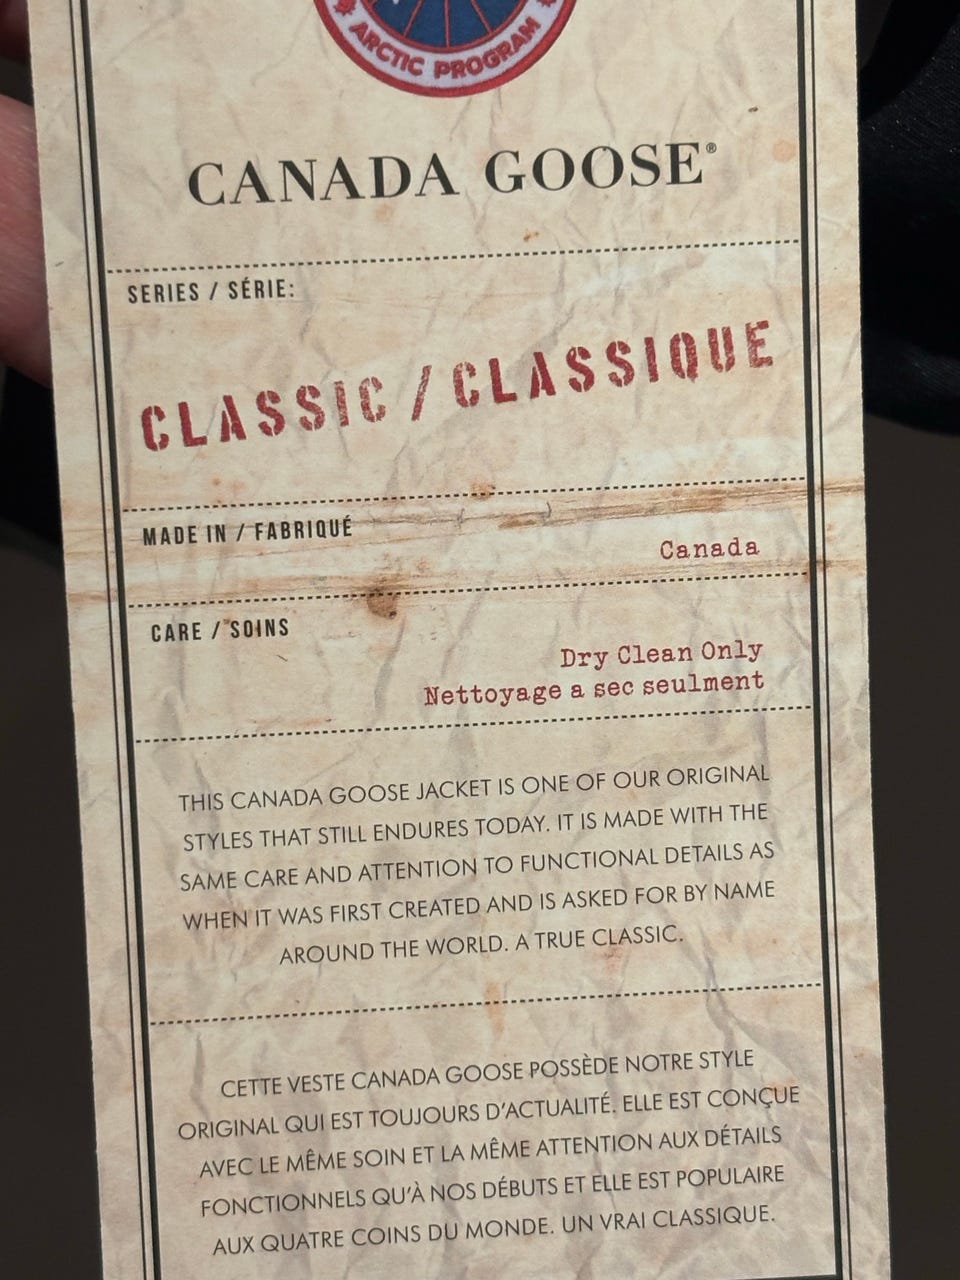 ARCTIC PROGRAM
CANADA GOOSE®
SERIES / SÉRIE:
CLASSIC / CLASSIQUE
MADE IN / FABRIQUÉ
Canada
CARE / SOINS
Dry Clean Only
Nettoyage a sec seulment
THIS CANADA GOOSE JACKET IS ONE OF OUR ORIGINAL
STYLES THAT STILL ENDURES TODAY. IT IS MADE WITH THE
SAME CARE AND ATTENTION TO FUNCTIONAL DETAILS AS
WHEN IT WAS FIRST CREATED AND IS ASKED FOR BY NAME
AROUND THE WORLD. A TRUE CLASSIC.
CETTE VESTE CANADA GOOSE POSSÈDE NOTRE STYLE
ORIGINAL QUI EST TOUJOURS D'ACTUALITÉ. ELLE EST CONÇUE
AVEC LE MÊME SOIN ET LA MÊME ATTENTION AUX DÉTAILS
FONCTIONNELS QU'À NOS DÉBUTS ET ELLE EST POPULAIRE
AUX QUATRE COINS DU MONDE. UN VRAI CLASSIQUE.